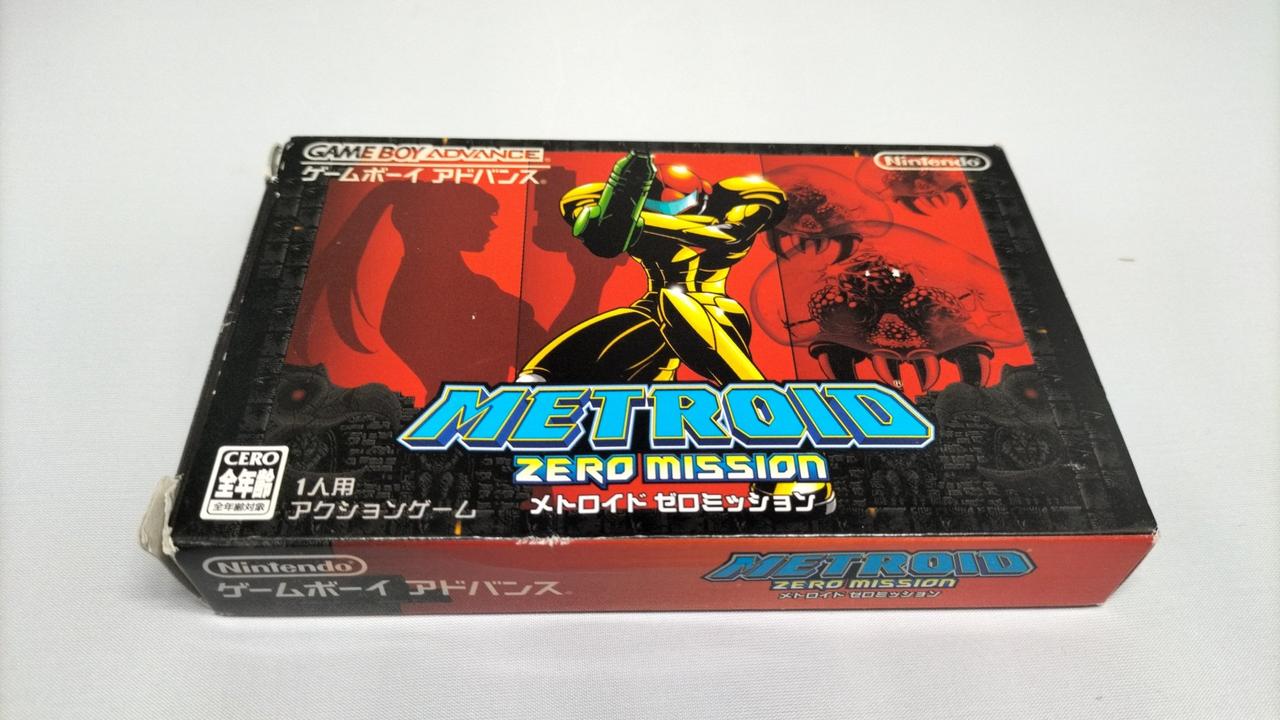 GAME BOY ADVANCE
ゲームボーイ アドバンス®
Nintendo®
METROID®
ZERO MISSION
メトロイド ゼロミッション
CERO
全年齢
全年齢対象
1人用
アクションゲーム
Nintendo®
ゲームボーイ アドバンス®
METROID®
ZERO MISSION
メトロイド ゼロミッション